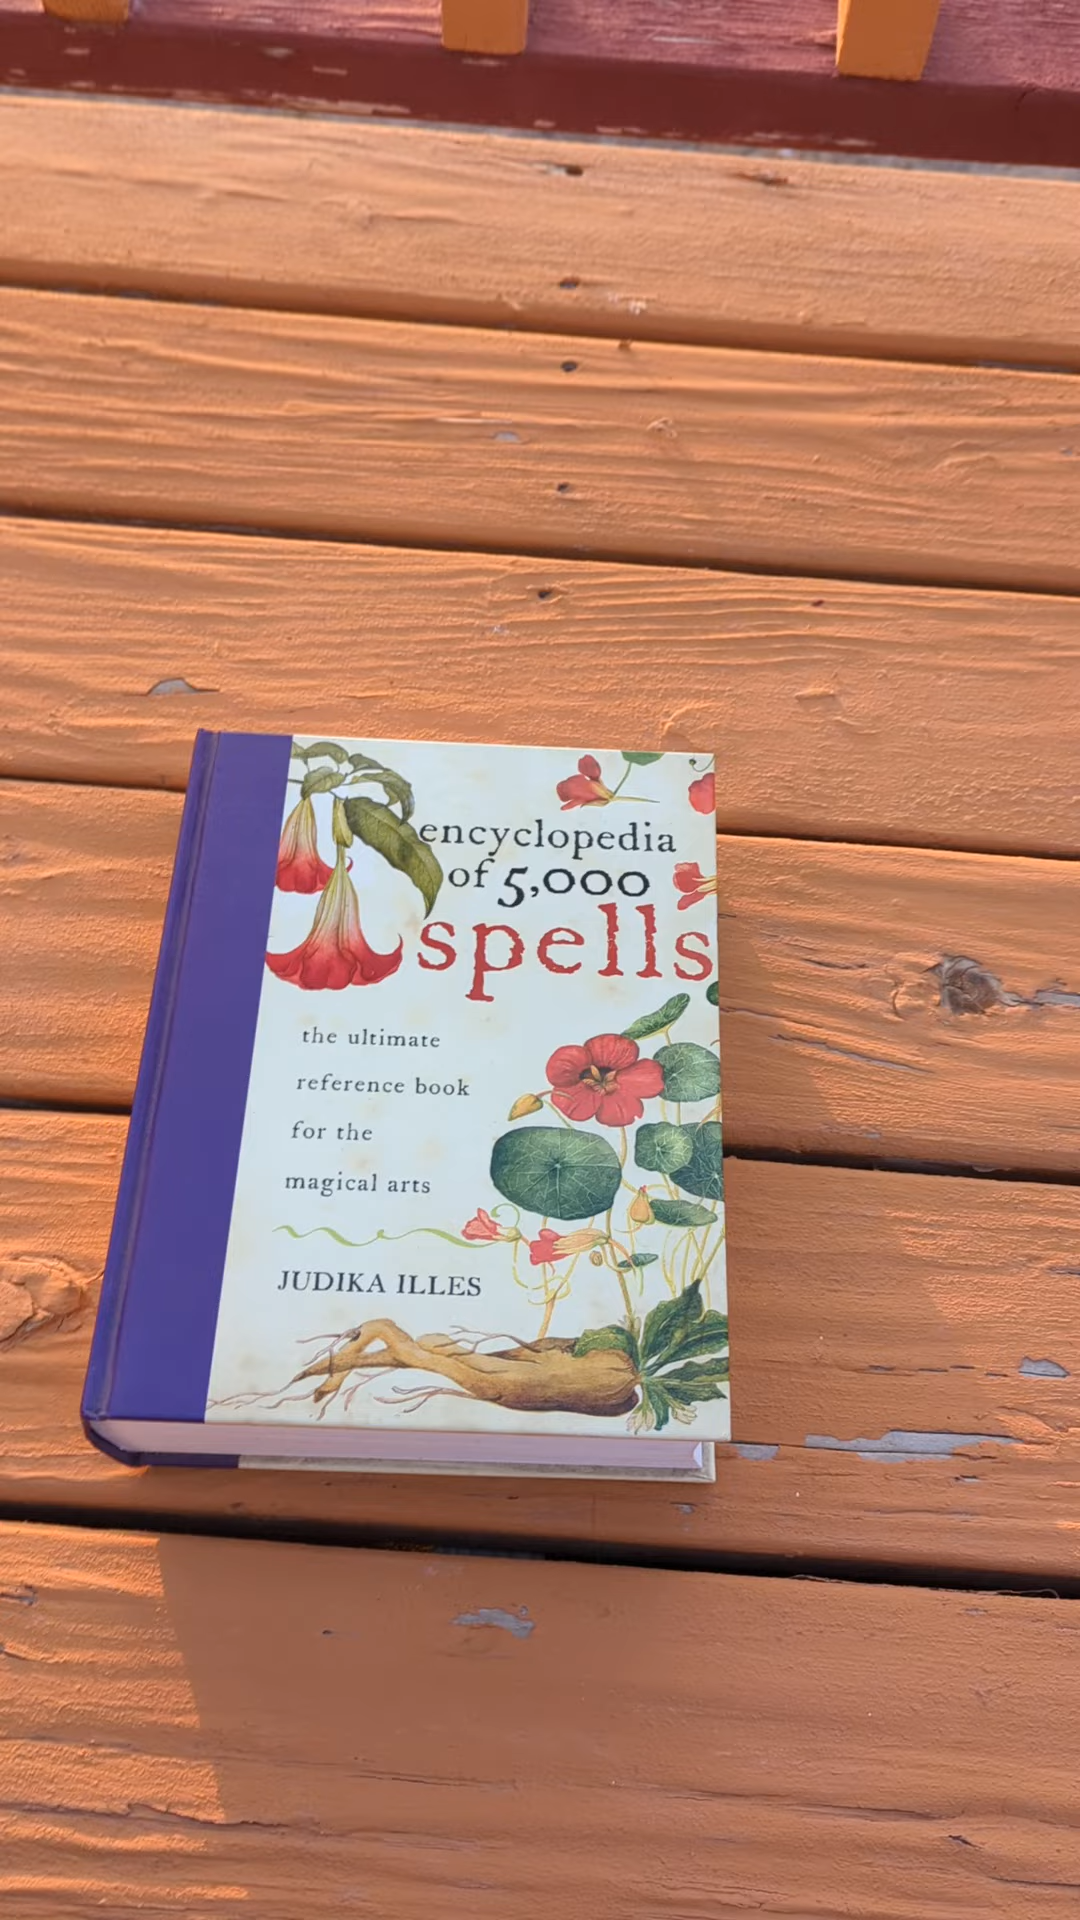 encyclopedia
of 5,000
spells
the ultimate
reference book
for the
magical arts
JUDIKA ILLES